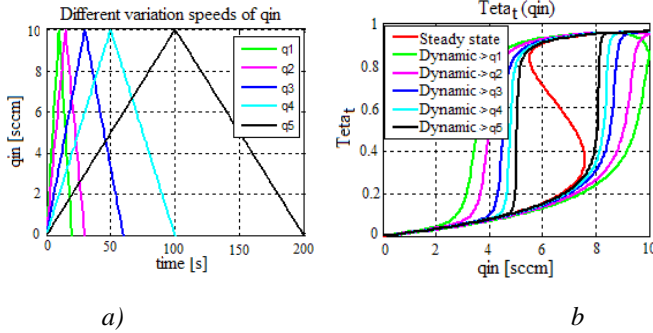 Different variation speeds of qin
10
8
6
4
2
0
qin [sccm]
0 50 100 150 200
time [s]
q1
q2
q3
q4
q5
a)
Teta_t (qin)
1
0.8
0.6
0.4
0.2
0
Teta_t
0 2 4 6 8 10
qin [sccm]
Steady state
Dynamic->q1
Dynamic->q2
Dynamic->q3
Dynamic->q4
Dynamic->q5
a)
b